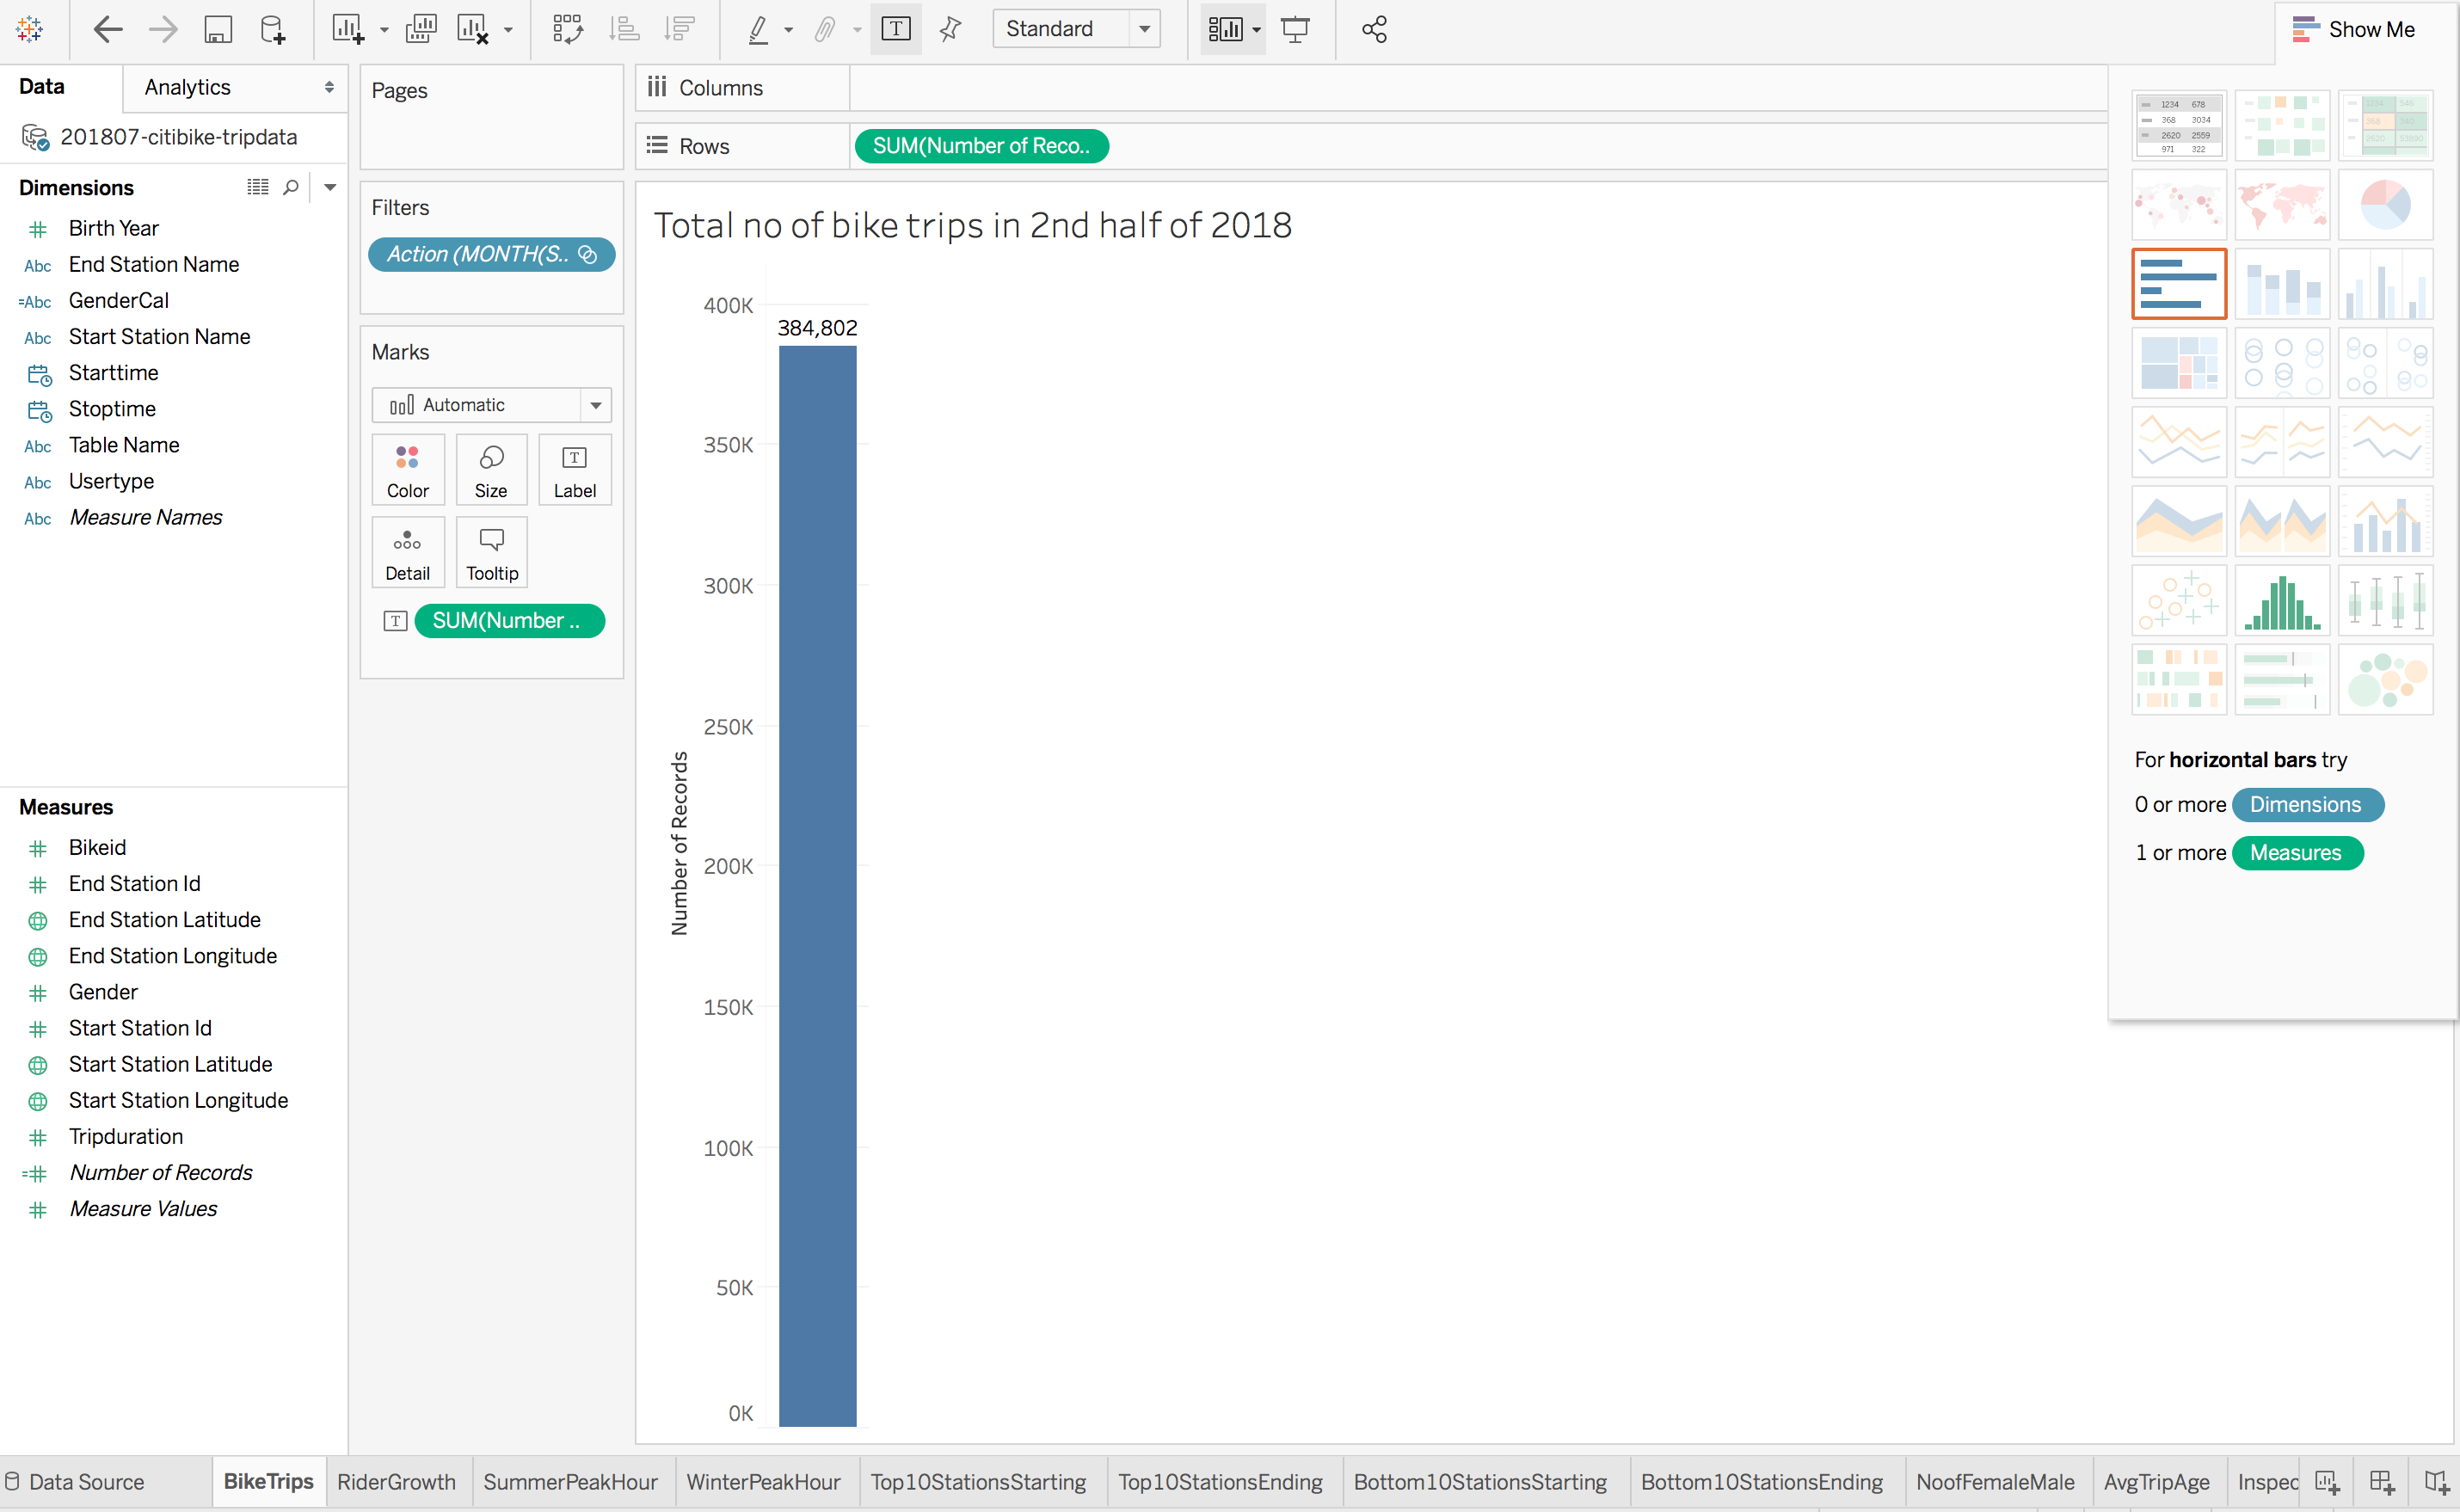 Standard
Show Me
Data
Analytics
201807-citibike-tripdata
Dimensions
Birth Year
Abc End Station Name
=Abc GenderCal
Abc Start Station Name
Starttime
Stoptime
Abc Table Name
Abc Usertype
Abc Measure Names
Measures
Bikeid
End Station Id
End Station Latitude
End Station Longitude
Gender
Start Station Id
Start Station Latitude
Start Station Longitude
Tripduration
Number of Records
Measure Values
Pages
Filters
Action (MONTH(S..
Marks
Automatic
Color
Size
T
Label
Detail
Tooltip
T SUM(Number ..
Columns
Rows
SUM(Number of Reco..
Total no of bike trips in 2nd half of 2018
400K
384,802
350K
300K
250K
200K
150K
100K
50K
0K
Number of Records
1234 678
368 3034
2620 2559
971 322
For horizontal bars try
0 or more Dimensions
1 or more Measures
Data Source
BikeTrips
RiderGrowth
SummerPeakHour
WinterPeakHour
Top10StationsStarting
Top10StationsEnding
Bottom10StationsStarting
Bottom10StationsEnding
NoofFemaleMale
AvgTripAge
Inspec